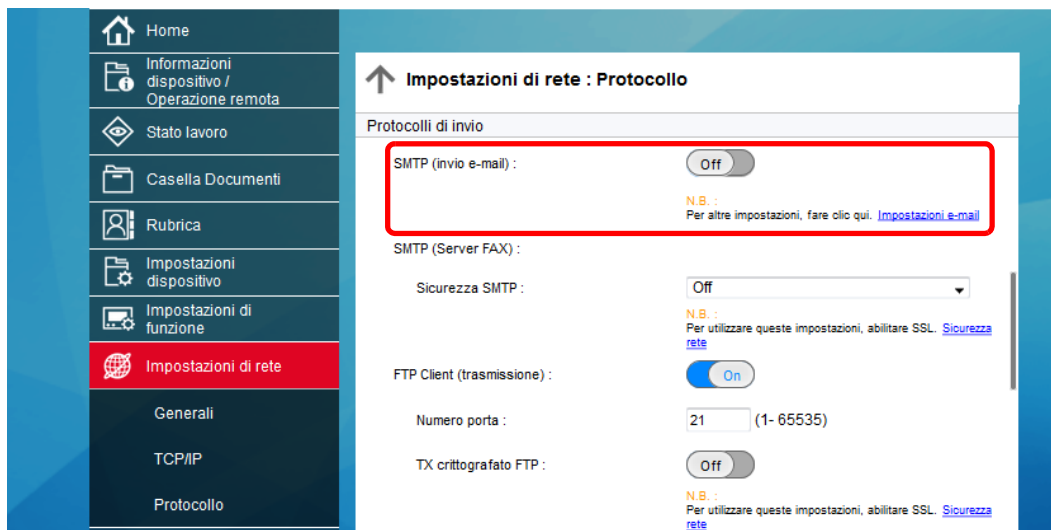 Home
Informazioni
dispositivo /
Operazione remota
Stato lavoro
Casella Documenti
Rubrica
Impostazioni
dispositivo
Impostazioni di
funzione
Impostazioni di rete
Generali
TCP/IP
Protocollo
Impostazioni di rete : Protocollo
Protocolli di invio
SMTP (invio e-mail) : Off
N.B. :
Per altre impostazioni, fare clic qui. Impostazioni e-mail
SMTP (Server FAX) :
Sicurezza SMTP : Off
N.B. :
Per utilizzare queste impostazioni, abilitare SSL. Sicurezza
rete
FTP Client (trasmissione) : On
Numero porta : 21 (1- 65535)
TX crittografato FTP : Off
N.B. :
Per utilizzare queste impostazioni, abilitare SSL. Sicurezza
rete